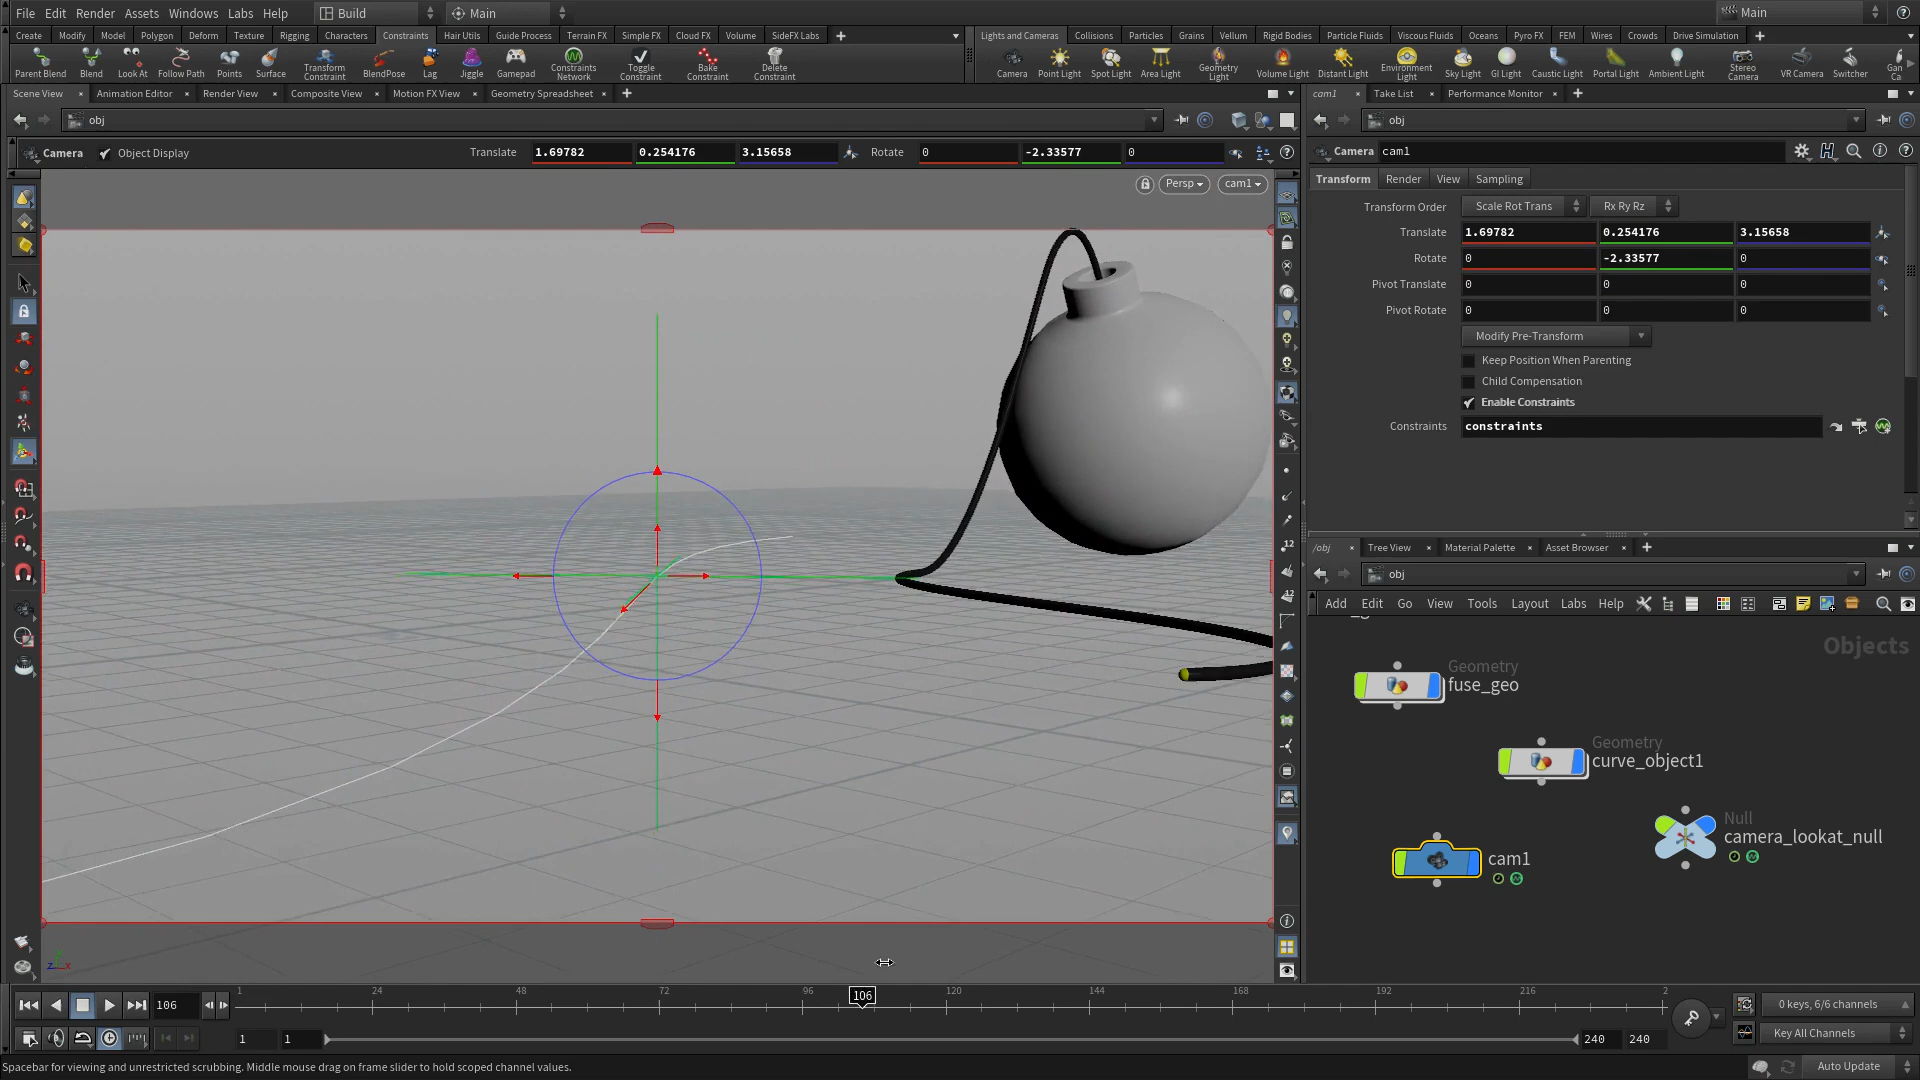 File Edit Render Assets Windows Labs Help Build Main Main
Create Modify Model Polygon Deform Texture Rigging Characters Constraints Hair Utils Guide Process Terrain FX Simple FX Cloud FX Volume SideFX Labs
Lights and Cameras Collisions Particles Grains Vellum Rigid Bodies Particle Fluids Viscous Fluids Oceans Pyro FX FEM Wires Crowds Drive Simulation
Parent Blend Blend Look At Follow Path Points Surface Transform Constraint BlendPose Lag Jiggle Gamepad Constraints Network Toggle Constraint Bake Constraint Delete Constraint
Camera Point Light Spot Light Area Light Geometry Light Volume Light Distant Light Environment Light Sky Light GI Light Caustic Light Portal Light Ambient Light Stereo Camera VR Camera Switcher Gan Ca
Scene View Animation Editor Render View Composite View Motion FX View Geometry Spreadsheet
cam1 Take List Performance Monitor
obj
obj
Camera Object Display Translate 1.69782 0.254176 3.15658 Rotate 0 -2.33577 0
Camera cam1
Transform Render View Sampling
Persp cam1
Transform Order Scale Rot Trans Rx Ry Rz
Translate 1.69782 0.254176 3.15658
Rotate 0 -2.33577 0
Pivot Translate 0 0 0
Pivot Rotate 0 0 0
Modify Pre-Transform
Keep Position When Parenting
Child Compensation
Enable Constraints
Constraints constraints
/obj Tree View Material Palette Asset Browser
obj
Add Edit Go View Tools Layout Labs Help
Objects
Geometry
fuse_geo
Geometry
curve_object1
Null
camera_lookat_null
cam1
12
12
z x
106
1 24 48 72 96 106 120 144 168 192 216 2
0 keys, 6/6 channels
1 1 240 240
Key All Channels
Spacebar for viewing and unrestricted scrubbing. Middle mouse drag on frame slider to hold scoped channel values.
Auto Update